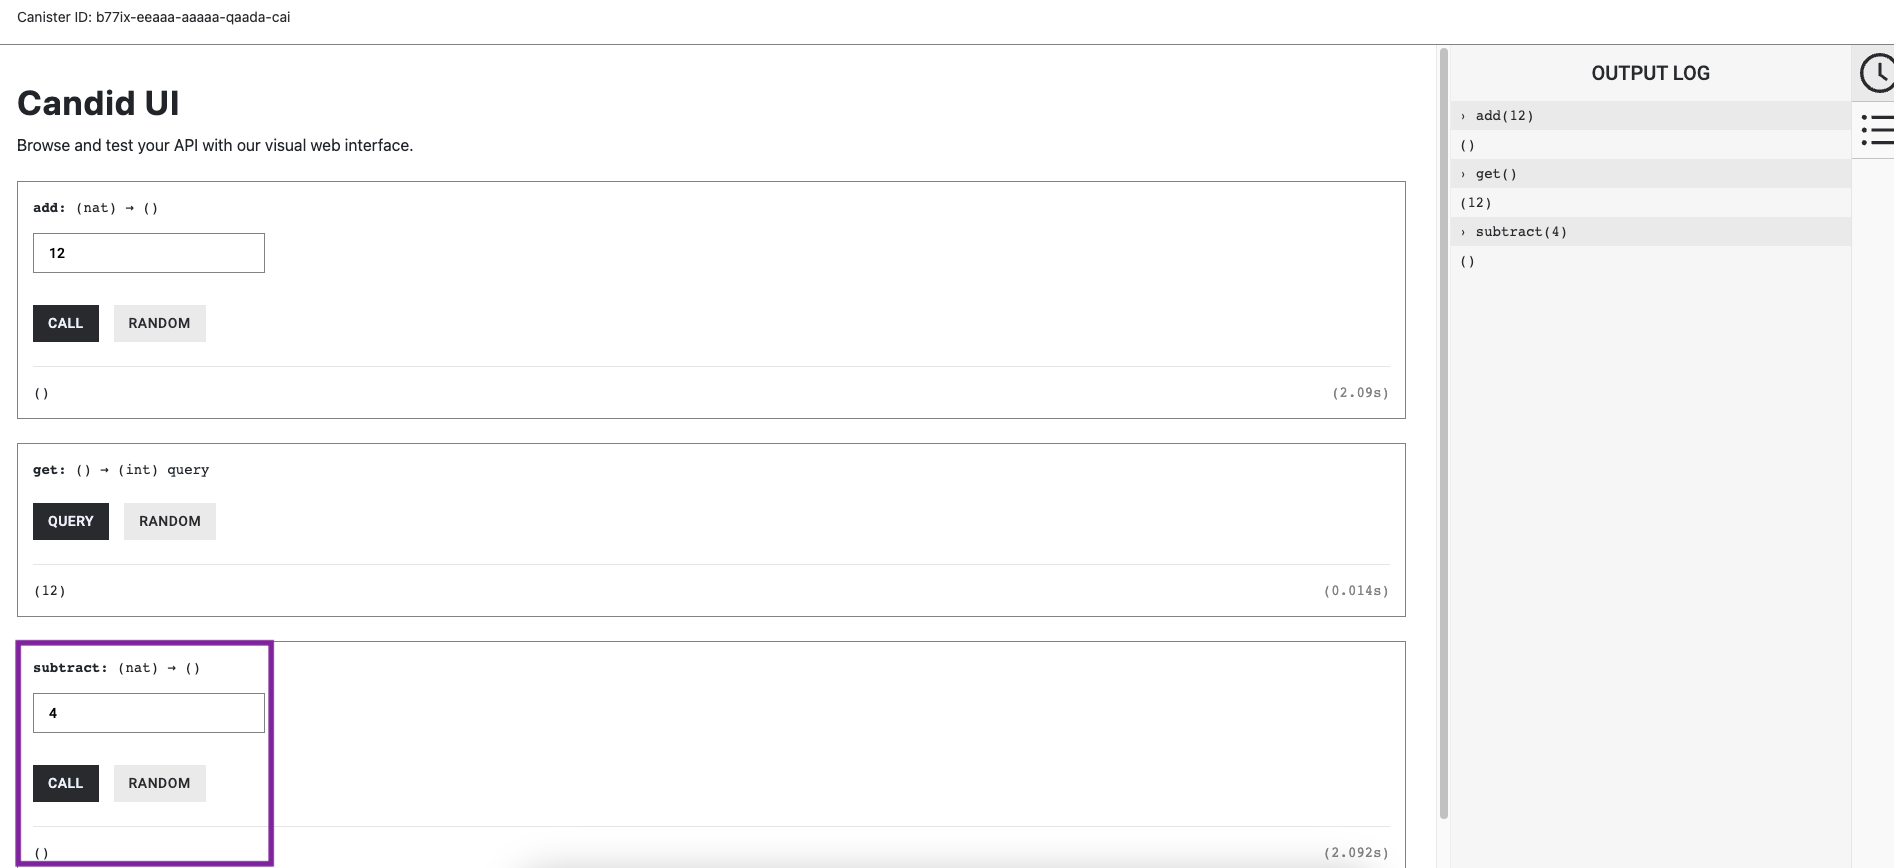 Canister ID: b77ix-eeaaa-aaaaa-qaada-cai
Candid UI
Browse and test your API with our visual web interface.
add: (nat) → ()
12
CALL RANDOM
() (2.09s)
get: () → (int) query
QUERY RANDOM
(12) (0.014s)
subtract: (nat) → ()
4
CALL RANDOM
() (2.092s)
OUTPUT LOG
› add(12)
()
› get()
(12)
› subtract(4)
()